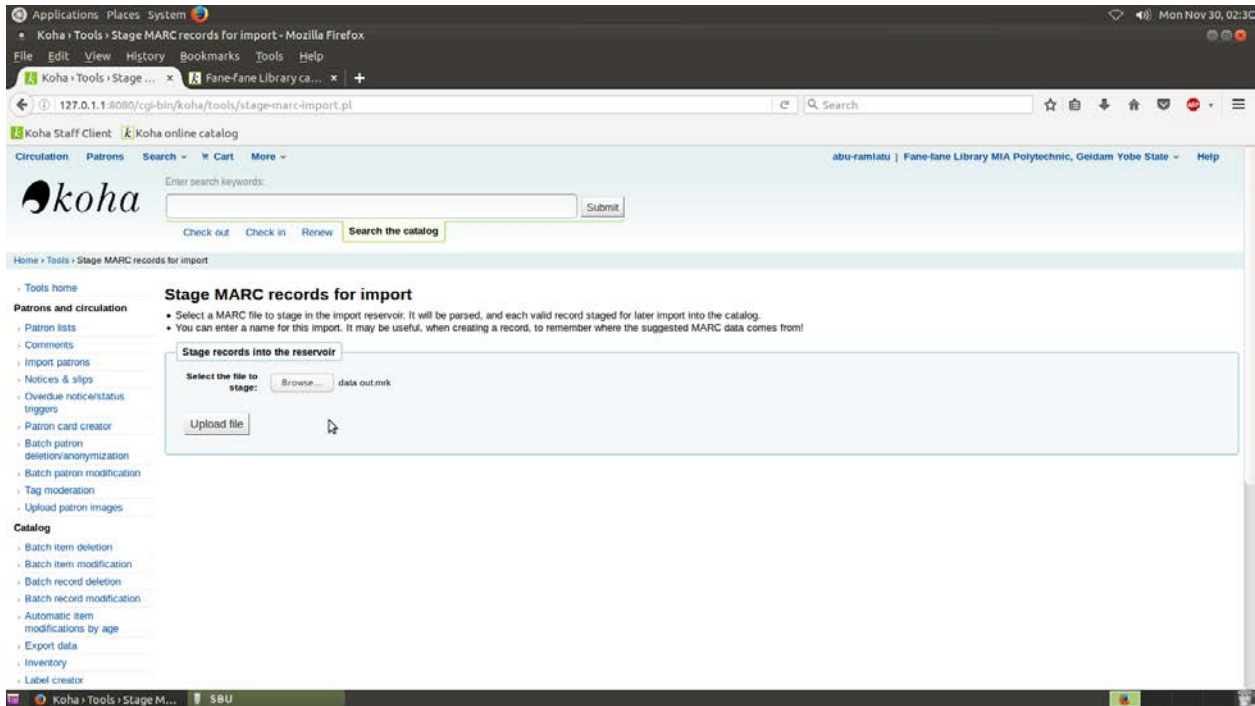 Applications Places System
Mon Nov 30, 02:30
Koha › Tools › Stage MARC records for import - Mozilla Firefox
File Edit View History Bookmarks Tools Help
Koha › Tools › Stage ... × Fane-fane Library ca... × +
127.0.1.1:8080/cgi-bin/koha/tools/stage-marc-import.pl
Search
ABP
Koha Staff Client Koha online catalog
Circulation Patrons Search Cart More
abu-ramlatu | Fane-fane Library MIA Polytechnic, Geidam Yobe State Help
koha
Enter search keywords:
Submit
Check out Check in Renew Search the catalog
Home › Tools › Stage MARC records for import
Tools home
Patrons and circulation
Patron lists
Comments
Import patrons
Notices & slips
Overdue notice/status
triggers
Patron card creator
Batch patron
deletion/anonymization
Batch patron modification
Tag moderation
Upload patron images
Catalog
Batch item deletion
Batch item modification
Batch record deletion
Batch record modification
Automatic item
modifications by age
Export data
Inventory
Label creator
Stage MARC records for import
• Select a MARC file to stage in the import reservoir. It will be parsed, and each valid record staged for later import into the catalog.
• You can enter a name for this import. It may be useful, when creating a record, to remember where the suggested MARC data comes from!
Stage records into the reservoir
Select the file to
stage:
Browse... data out.mrk
Upload file
Koha › Tools › Stage M... SBU